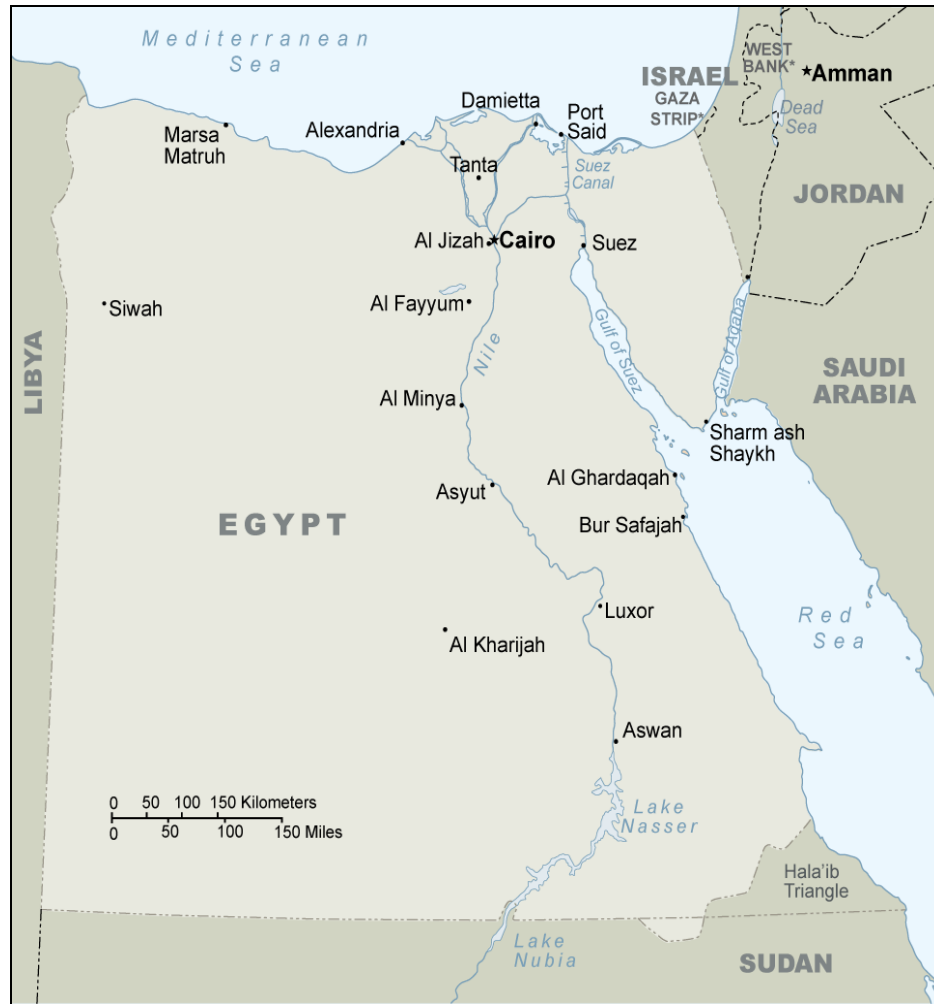 Mediterranean
Sea
ISRAEL
WEST
BANK*
Amman
GAZA
STRIP*
Dead
Sea
Damietta
Port
Said
Alexandria
Marsa
Matruh
Tanta
Suez
Canal
JORDAN
Al Jizah
Cairo
Suez
Siwah
Al Fayyum
Nile
Gulf of Suez
Gulf of Aqaba
LIBYA
SAUDI
ARABIA
Al Minya
Sharm ash
Shaykh
Asyut
Al Ghardaqah
EGYPT
Bur Safajah
Luxor
Red
Sea
Al Kharijah
Aswan
0 50 100 150 Kilometers
0 50 100 150 Miles
Lake
Nasser
Hala'ib
Triangle
Lake
Nubia
SUDAN